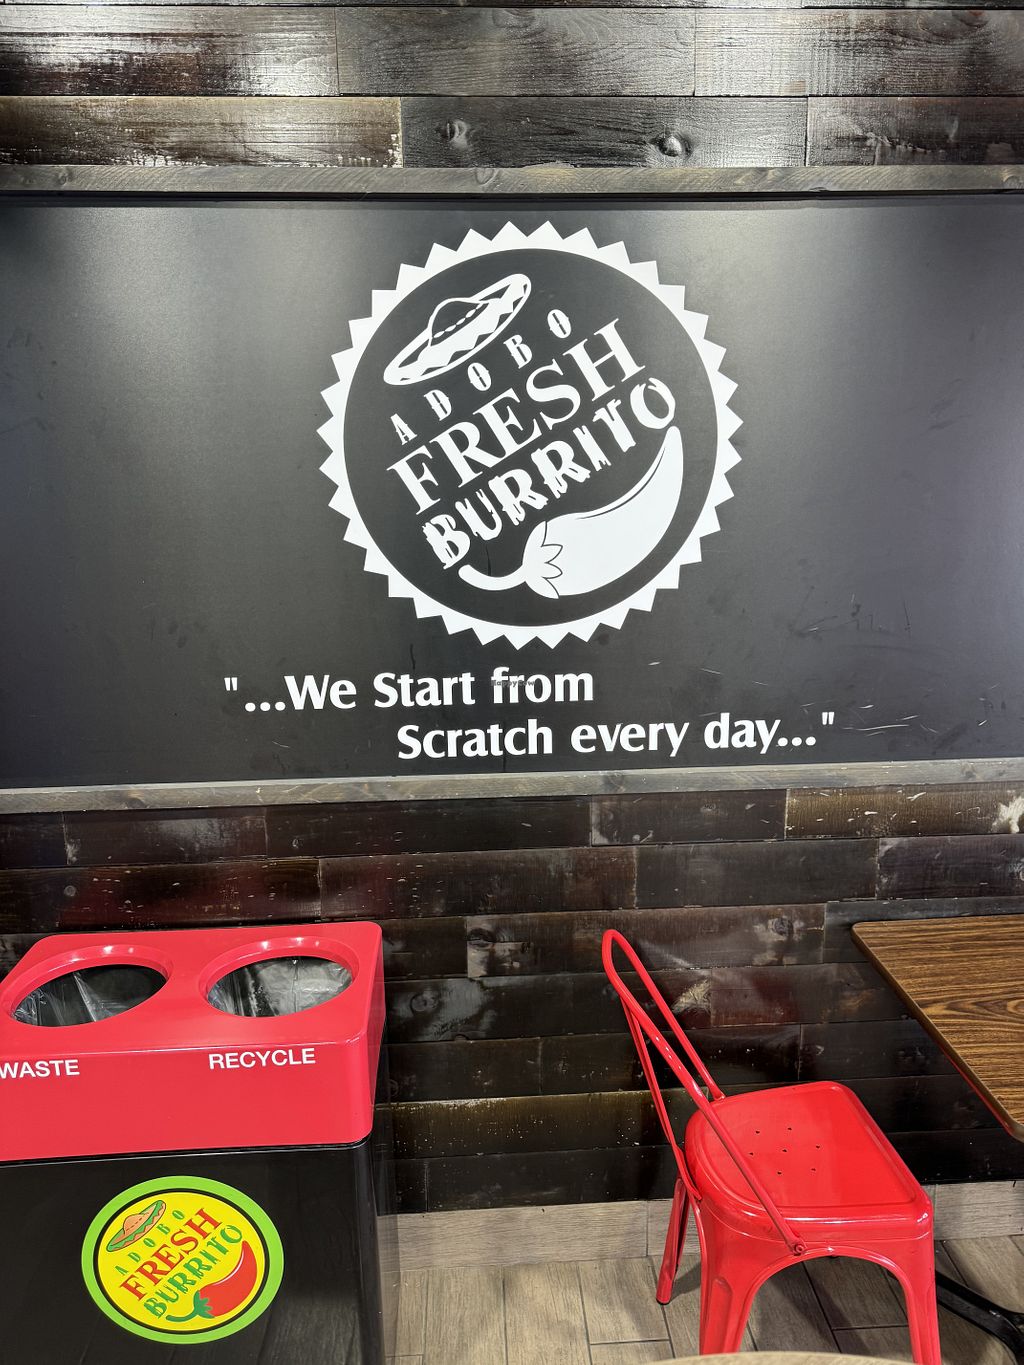 ADOBO
FRESH
BURRITO
"...We Start from
Scratch every day..."
WASTE
RECYCLE
ADOBO
FRESH
BURRITO